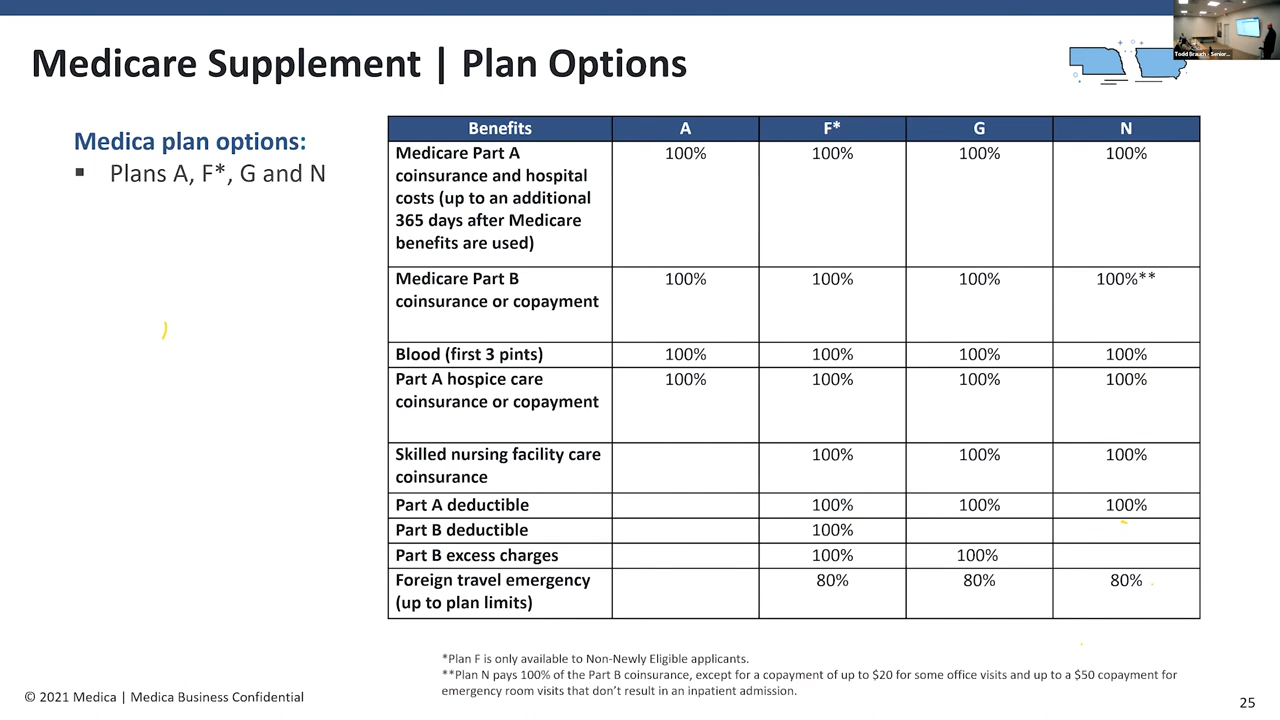 Medicare Supplement | Plan Options
Todd Brauch - Senior...
Medica plan options:
▪ Plans A, F*, G and N
Benefits A F* G N
Medicare Part A 100% 100% 100% 100%
coinsurance and hospital
costs (up to an additional
365 days after Medicare
benefits are used)
Medicare Part B 100% 100% 100% 100%**
coinsurance or copayment
Blood (first 3 pints) 100% 100% 100% 100%
Part A hospice care 100% 100% 100% 100%
coinsurance or copayment
Skilled nursing facility care 100% 100% 100%
coinsurance
Part A deductible 100% 100% 100%
Part B deductible 100%
Part B excess charges 100% 100%
Foreign travel emergency 80% 80% 80%
(up to plan limits)
*Plan F is only available to Non-Newly Eligible applicants.
**Plan N pays 100% of the Part B coinsurance, except for a copayment of up to $20 for some office visits and up to a $50 copayment for
emergency room visits that don't result in an inpatient admission.
© 2021 Medica | Medica Business Confidential
25